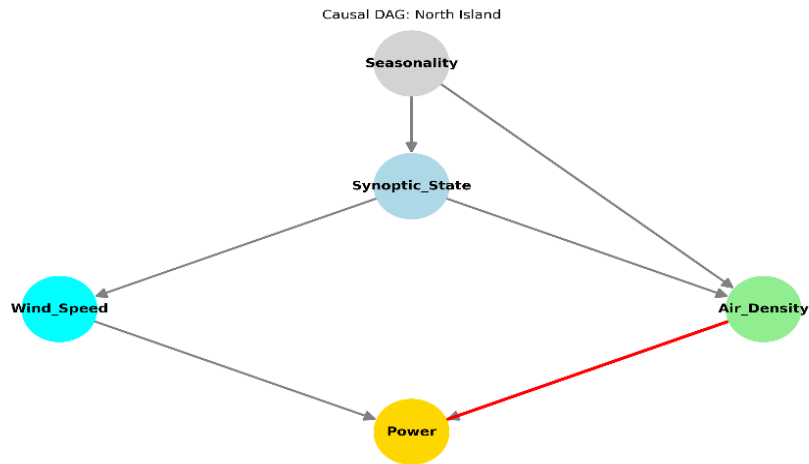 Causal DAG: North Island
Seasonality
Synoptic_State
Wind_Speed
Air_Density
Power